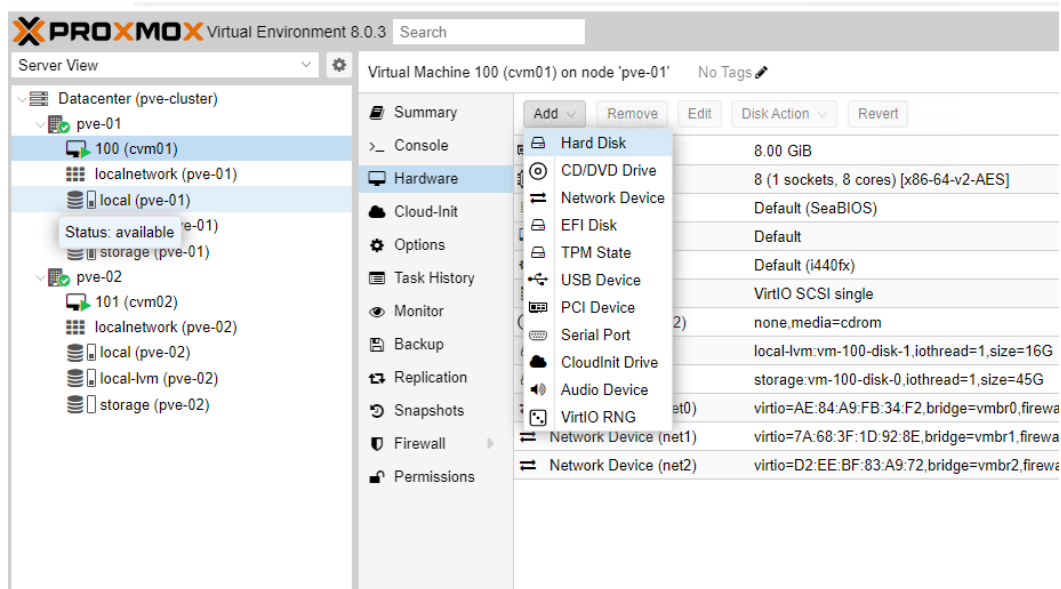 PROXMOX Virtual Environment 8.0.3 Search
Server View
Datacenter (pve-cluster)
pve-01
100 (cvm01)
localnetwork (pve-01)
local (pve-01)
Status: available
e-01)
storage (pve-01)
pve-02
101 (cvm02)
localnetwork (pve-02)
local (pve-02)
local-lvm (pve-02)
storage (pve-02)
Virtual Machine 100 (cvm01) on node 'pve-01' No Tags
Summary
Console
Hardware
Cloud-Init
Options
Task History
Monitor
Backup
Replication
Snapshots
Firewall
Permissions
Add Remove Edit Disk Action Revert
Hard Disk
CD/DVD Drive
Network Device
EFI Disk
TPM State
USB Device
PCI Device
Serial Port
CloudInit Drive
Audio Device
VirtIO RNG
8.00 GiB
8 (1 sockets, 8 cores) [x86-64-v2-AES]
Default (SeaBIOS)
Default
Default (i440fx)
VirtIO SCSI single
2) none,media=cdrom
local-lvm:vm-100-disk-1,iothread=1,size=16G
storage:vm-100-disk-0,iothread=1,size=45G
et0) virtio=AE:84:A9:FB:34:F2,bridge=vmbr0,firewa
Network Device (net1) virtio=7A:68:3F:1D:92:8E,bridge=vmbr1,firewa
Network Device (net2) virtio=D2:EE:BF:83:A9:72,bridge=vmbr2,firewa